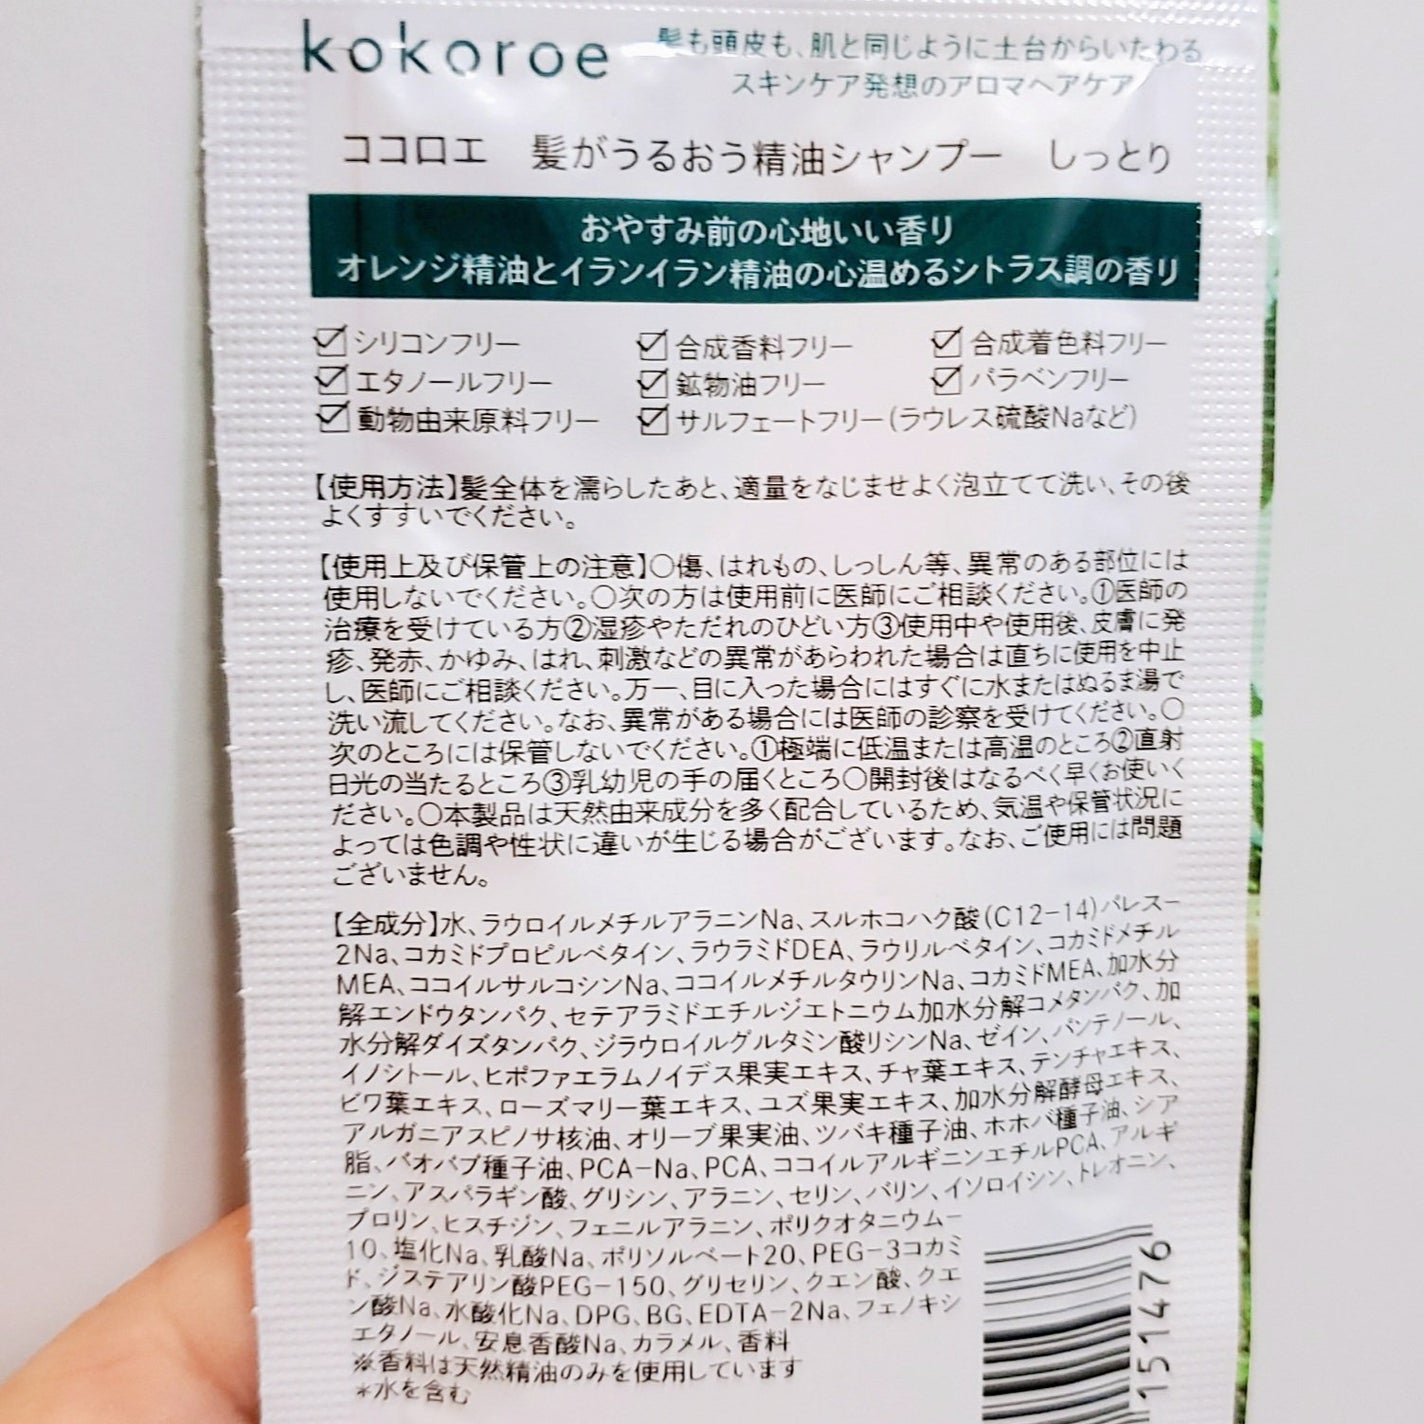 kokoroe
髪も頭皮も、肌と同じように土台からいたわる
スキンケア発想のアロマヘアケア
ココロエ 髪がうるおう精油シャンプー しっとり
おやすみ前の心地いい香り
オレンジ精油とイランイラン精油の心温めるシトラス調の香り
シリコンフリー 合成香料フリー 合成着色料フリー
エタノールフリー 鉱物油フリー パラベンフリー
動物由来原料フリー サルフェートフリー(ラウレス硫酸Naなど)
【使用方法】髪全体を濡らしたあと、適量をなじませよく泡立てて洗い、その後
よくすすいでください。
【使用上及び保管上の注意】○傷、はれもの、しっしん等、異常のある部位には
使用しないでください。○次の方は使用前に医師にご相談ください。①医師の
治療を受けている方②湿疹やただれのひどい方③使用中や使用後、皮膚に発
疹、発赤、かゆみ、はれ、刺激などの異常があらわれた場合は直ちに使用を中止
し、医師にご相談ください。万一、目に入った場合にはすぐに水またはぬるま湯で
洗い流してください。なお、異常がある場合には医師の診察を受けてください。○
次のところには保管しないでください。①極端に低温または高温のところ②直射
日光の当たるところ③乳幼児の手の届くところ○開封後はなるべく早くお使いく
ださい。○本製品は天然由来成分を多く配合しているため、気温や保管状況に
よっては色調や性状に違いが生じる場合がございます。なお、ご使用には問題
ございません。
【全成分】水、ラウロイルメチルアラニンNa、スルホコハク酸(C12-14)パレス-
2Na、コカミドプロピルベタイン、ラウラミドDEA、ラウリルベタイン、コカミドメチル
MEA、ココイルサルコシンNa、ココイルメチルタウリンNa、コカミドMEA、加水分
解エンドウタンパク、セテアラミドエチルジエトニウム加水分解コメタンパク、加
水分解ダイズタンパク、ジラウロイルグルタミン酸リシンNa、ゼイン、パンテノール、
イノシトール、ヒポファエラムノイデス果実エキス、チャ葉エキス、テンチャエキス、
ビワ葉エキス、ローズマリー葉エキス、ユズ果実エキス、加水分解酵母エキス、
アルガニアスピノサ核油、オリーブ果実油、ツバキ種子油、ホホバ種子油、シア
脂、バオバブ種子油、PCA-Na、PCA、ココイルアルギニンエチルPCA、アルギ
ニン、アスパラギン酸、グリシン、アラニン、セリン、バリン、イソロイシン、トレオニン、
プロリン、ヒスチジン、フェニルアラニン、ポリクオタニウム-
10、塩化Na、乳酸Na、ポリソルベート20、PEG-3コカミ
ド、ジステアリン酸PEG-150、グリセリン、クエン酸、クエ
ン酸Na、水酸化Na、DPG、BG、EDTA-2Na、フェノキシ
エタノール、安息香酸Na、カラメル、香料
※香料は天然精油のみを使用しています
*水を含む
151476